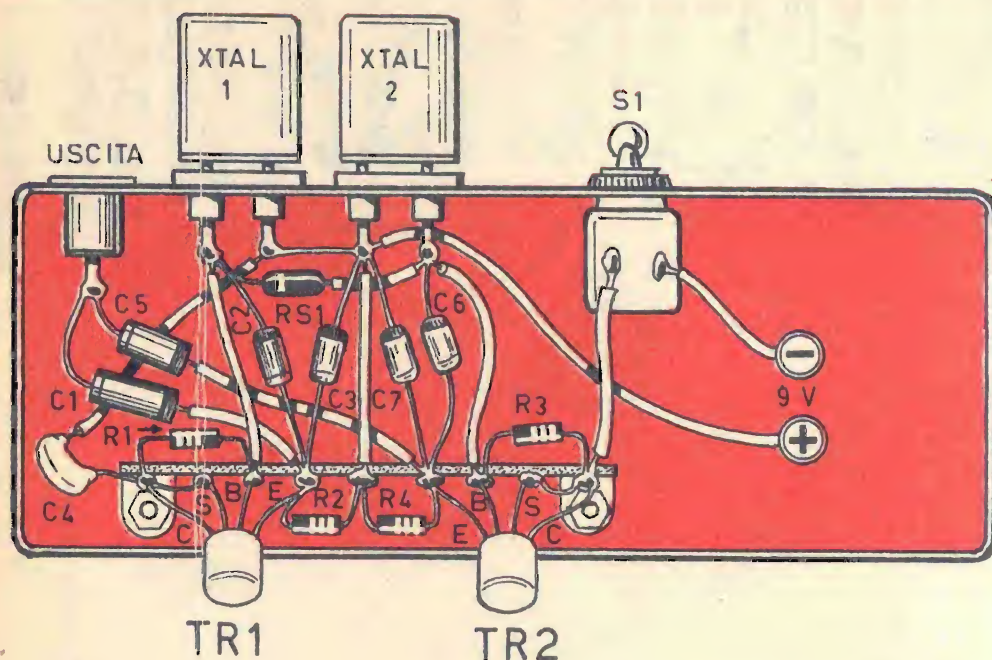 XTAL
1
XTAL
2
S1
USCITA
C5
C2
RS1
C6
−
9 V
+
C1
C3
C7
R1
R3
C4
S
B
E
R2
R4
B
S
C
E
C
TR1
TR2